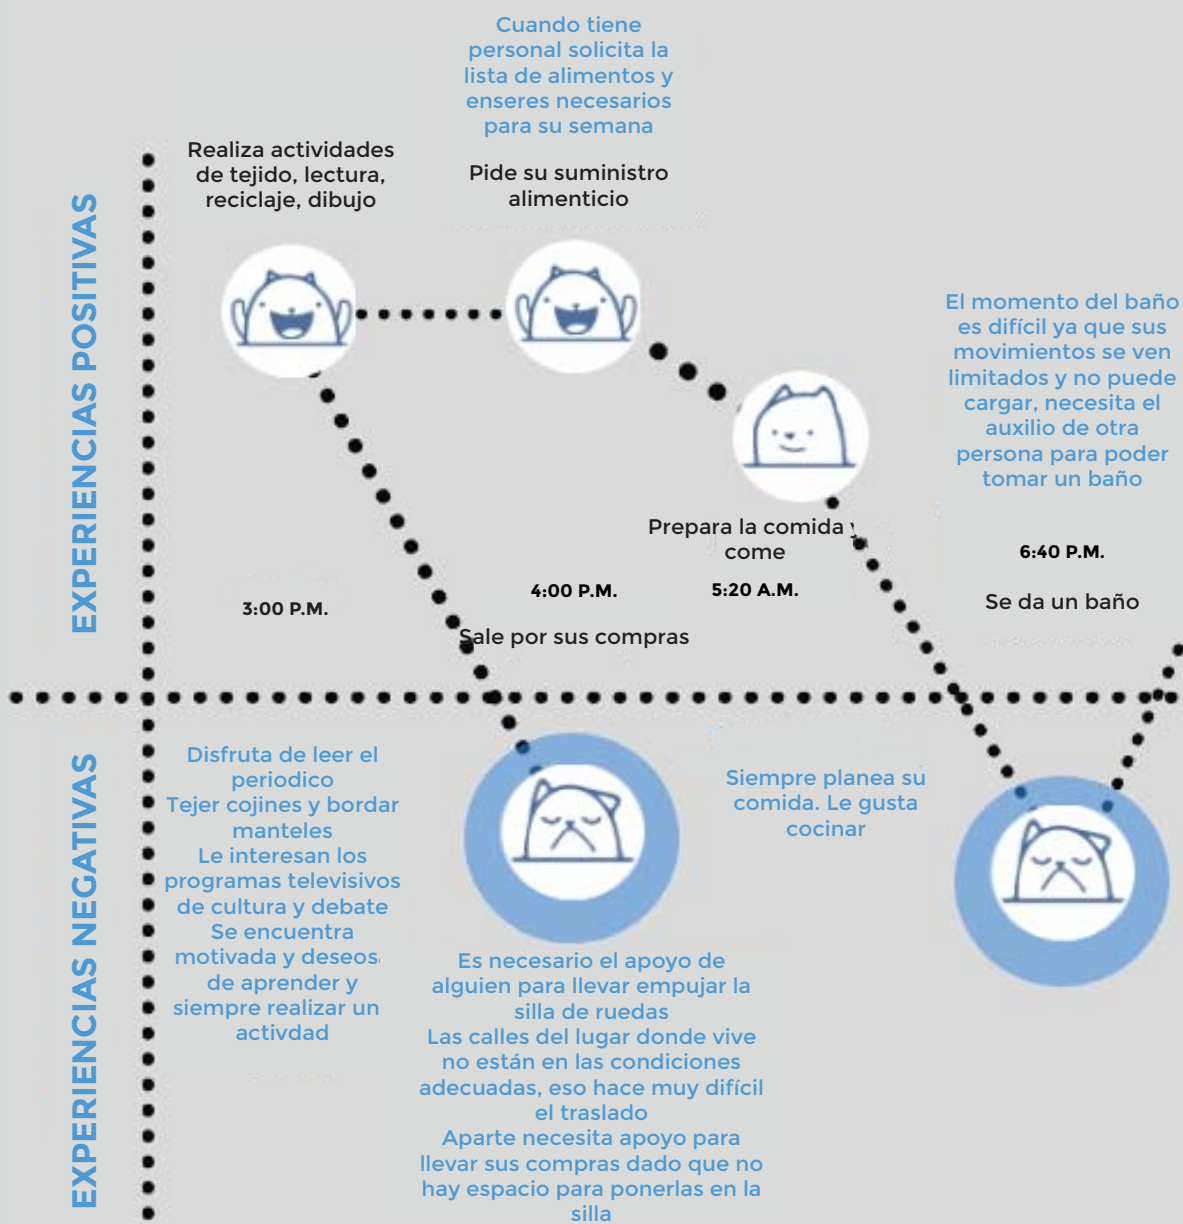 Cuando tiene
personal solicita la
lista de alimentos y
enseres necesarios
para su semana
Realiza actividades
de tejido, lectura,
reciclaje, dibujo
Pide su suministro
alimenticio
EXPERIENCIAS POSITIVAS
El momento del baño
es difícil ya que sus
movimientos se ven
limitados y no puede
cargar, necesita el
auxilio de otra
persona para poder
tomar un baño
Prepara la comida y
come
3:00 P.M.
4:00 P.M.
5:20 A.M.
6:40 P.M.
Sale por sus compras
Se da un baño
EXPERIENCIAS NEGATIVAS
Disfruta de leer el
periodico
Tejer cojines y bordar
manteles
Le interesan los
programas televisivos
de cultura y debate
Se encuentra
motivada y deseos
de aprender y
siempre realizar un
activdad
Es necesario el apoyo de
alguien para llevar empujar la
silla de ruedas
Las calles del lugar donde vive
no están en las condiciones
adecuadas, eso hace muy difícil
el traslado
Aparte necesita apoyo para
llevar sus compras dado que no
hay espacio para ponerlas en la
silla
Siempre planea su
comida. Le gusta
cocinar